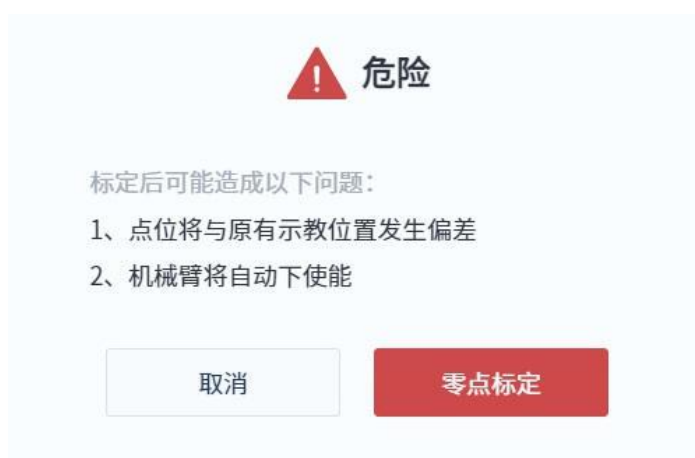 危险
标定后可能造成以下问题：
1、点位将与原有示教位置发生偏差
2、机械臂将自动下使能
取消
零点标定